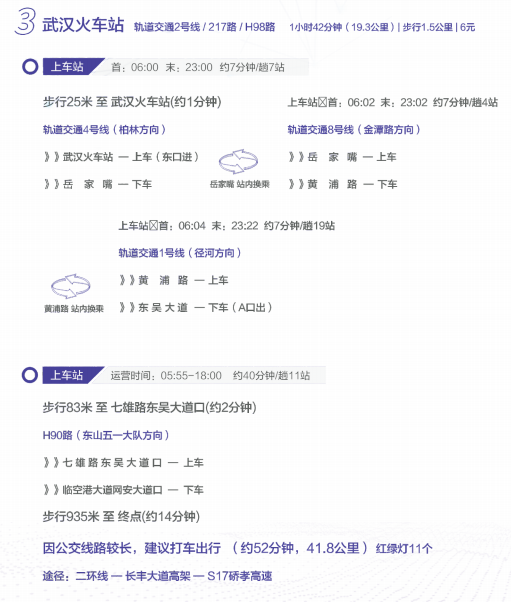 3 武汉火车站 轨道交通2号线 / 217路 / H98路 1小时42分钟（19.3公里）| 步行1.5公里 | 6元
上车站 首：06:00 末：23:00 约7分钟/趟7站
步行25米 至 武汉火车站(约1分钟)
轨道交通4号线（柏林方向）
》》武汉火车站 — 上车（东口进）
》》岳家嘴 — 下车
岳家嘴 站内换乘
上车站☒首：06:02 末：23:02 约7分钟/趟4站
轨道交通8号线（金潭路方向）
》》岳家嘴 — 上车
》》黄浦路 — 下车
黄浦路 站内换乘
上车站☒首：06:04 末：23:22 约7分钟/趟19站
轨道交通1号线（径河方向）
》》黄浦路 — 上车
》》东吴大道 — 下车（A口出）
上车站 运营时间：05:55-18:00 约40分钟/趟11站
步行83米 至 七雄路东吴大道口(约2分钟)
H90路（东山五一大队方向）
》》七雄路东吴大道口 — 上车
》》临空港大道网安大道口 — 下车
步行935米 至 终点(约14分钟)
因公交线路较长，建议打车出行 （约52分钟，41.8公里） 红绿灯11个
途径：二环线 — 长丰大道高架 — S17硚孝高速